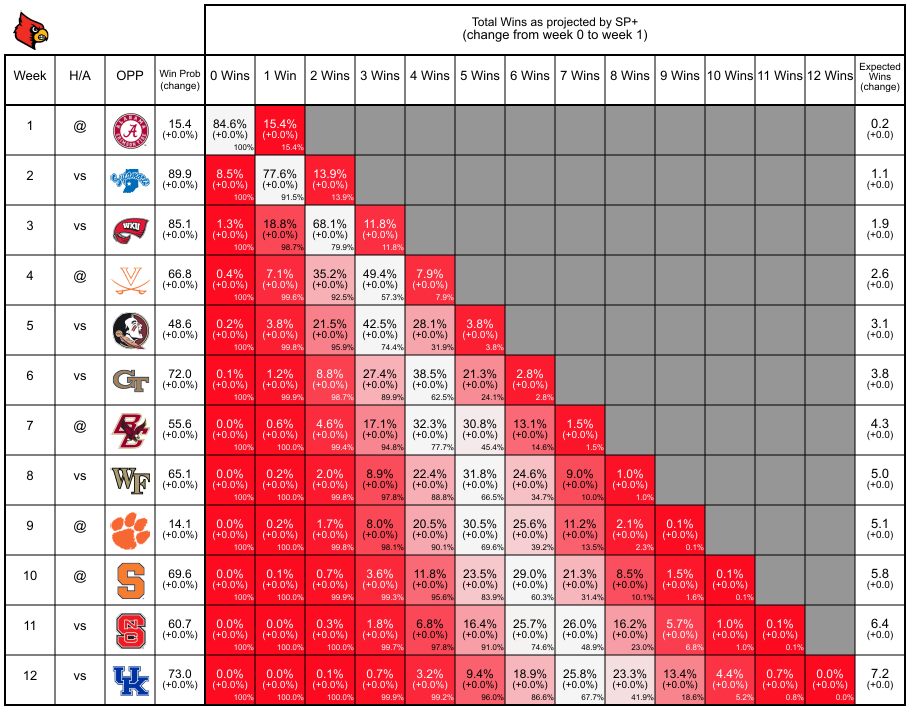 Total Wins as projected by SP+
(change from week 0 to week 1)
Week H/A OPP Win Prob (change) 0 Wins 1 Win 2 Wins 3 Wins 4 Wins 5 Wins 6 Wins 7 Wins 8 Wins 9 Wins 10 Wins 11 Wins 12 Wins Expected Wins (change)
1 @ A 15.4 84.6% 15.4% 0.2
(+0.0%) (+0.0%) (+0.0%) (+0.0)
100% 15.4%
2 vs 89.9 8.5% 77.6% 13.9% 1.1
(+0.0%) (+0.0%) (+0.0%) (+0.0%) (+0.0)
100% 91.5% 13.9%
3 vs WKU 85.1 1.3% 18.8% 68.1% 11.8% 1.9
(+0.0%) (+0.0%) (+0.0%) (+0.0%) (+0.0%) (+0.0)
100% 98.7% 79.9% 11.8%
4 @ V 66.8 0.4% 7.1% 35.2% 49.4% 7.9% 2.6
(+0.0%) (+0.0%) (+0.0%) (+0.0%) (+0.0%) (+0.0%) (+0.0)
100% 99.6% 92.5% 57.3% 7.9%
5 vs 48.6 0.2% 3.8% 21.5% 42.5% 28.1% 3.8% 3.1
(+0.0%) (+0.0%) (+0.0%) (+0.0%) (+0.0%) (+0.0%) (+0.0%) (+0.0)
100% 99.8% 95.9% 74.4% 31.9% 3.8%
6 vs GT 72.0 0.1% 1.2% 8.8% 27.4% 38.5% 21.3% 2.8% 3.8
(+0.0%) (+0.0%) (+0.0%) (+0.0%) (+0.0%) (+0.0%) (+0.0%) (+0.0%) (+0.0)
100% 99.9% 98.7% 89.9% 62.5% 24.1% 2.8%
7 @ BC 55.6 0.0% 0.6% 4.6% 17.1% 32.3% 30.8% 13.1% 1.5% 4.3
(+0.0%) (+0.0%) (+0.0%) (+0.0%) (+0.0%) (+0.0%) (+0.0%) (+0.0%) (+0.0%) (+0.0)
100% 100.0% 99.4% 94.8% 77.7% 45.4% 14.6% 1.5%
8 vs WF 65.1 0.0% 0.2% 2.0% 8.9% 22.4% 31.8% 24.6% 9.0% 1.0% 5.0
(+0.0%) (+0.0%) (+0.0%) (+0.0%) (+0.0%) (+0.0%) (+0.0%) (+0.0%) (+0.0%) (+0.0%) (+0.0)
100% 100.0% 99.8% 97.8% 88.8% 66.5% 34.7% 10.0% 1.0%
9 @ 14.1 0.0% 0.2% 1.7% 8.0% 20.5% 30.5% 25.6% 11.2% 2.1% 0.1% 5.1
(+0.0%) (+0.0%) (+0.0%) (+0.0%) (+0.0%) (+0.0%) (+0.0%) (+0.0%) (+0.0%) (+0.0%) (+0.0%) (+0.0)
100% 100.0% 99.8% 98.1% 90.1% 69.6% 39.2% 13.5% 2.3% 0.1%
10 @ S 69.6 0.0% 0.1% 0.7% 3.6% 11.8% 23.5% 29.0% 21.3% 8.5% 1.5% 0.1% 5.8
(+0.0%) (+0.0%) (+0.0%) (+0.0%) (+0.0%) (+0.0%) (+0.0%) (+0.0%) (+0.0%) (+0.0%) (+0.0%) (+0.0%) (+0.0)
100% 100.0% 99.9% 99.3% 95.6% 83.9% 60.3% 31.4% 10.1% 1.6% 0.1%
11 vs NCS 60.7 0.0% 0.0% 0.3% 1.8% 6.8% 16.4% 25.7% 26.0% 16.2% 5.7% 1.0% 0.1% 6.4
(+0.0%) (+0.0%) (+0.0%) (+0.0%) (+0.0%) (+0.0%) (+0.0%) (+0.0%) (+0.0%) (+0.0%) (+0.0%) (+0.0%) (+0.0%) (+0.0)
100% 100.0% 100.0% 99.7% 97.8% 91.0% 74.6% 48.9% 23.0% 6.8% 1.0% 0.1%
12 vs UK 73.0 0.0% 0.0% 0.1% 0.7% 3.2% 9.4% 18.9% 25.8% 23.3% 13.4% 4.4% 0.7% 0.0% 7.2
(+0.0%) (+0.0%) (+0.0%) (+0.0%) (+0.0%) (+0.0%) (+0.0%) (+0.0%) (+0.0%) (+0.0%) (+0.0%) (+0.0%) (+0.0%) (+0.0%) (+0.0)
100% 100.0% 100.0% 99.9% 99.2% 96.0% 86.6% 67.7% 41.9% 18.6% 5.2% 0.8% 0.0%